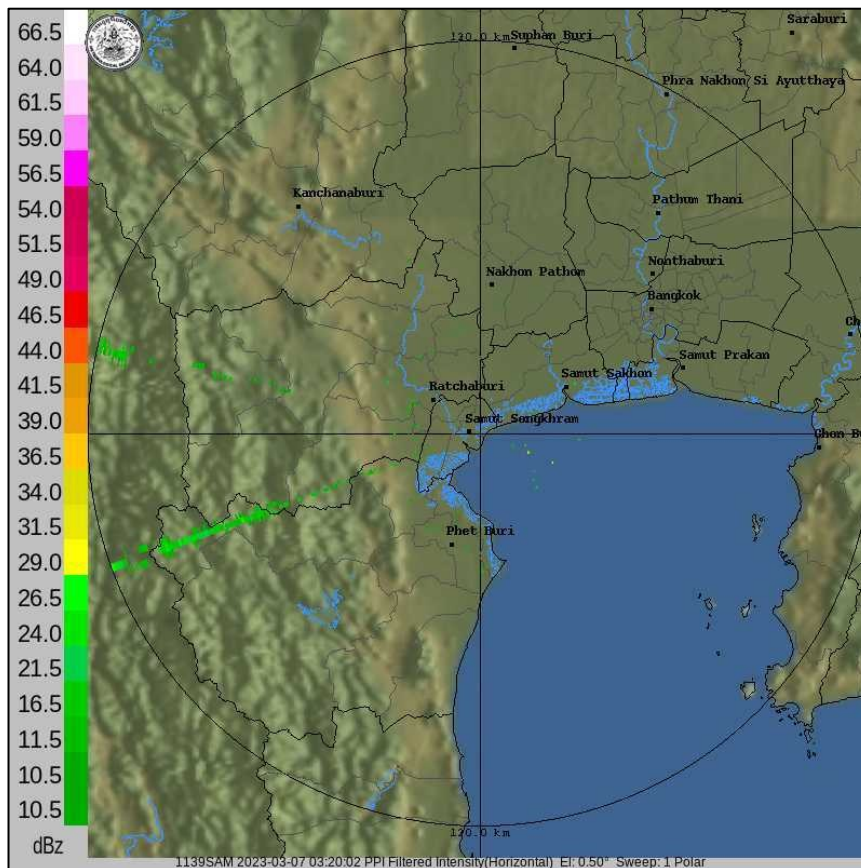 66.5
64.0
61.5
59.0
56.5
54.0
51.5
49.0
46.5
44.0
41.5
39.0
36.5
34.0
31.5
29.0
26.5
24.0
21.5
16.5
11.5
10.5
10.5
dBz
Saraburi
120.0 km
Suphan Buri
Phra Nakhon Si Ayutthaya
Kanchanaburi
Pathum Thani
Nakhon Pathom
Nonthaburi
Bangkok
Ch
Samut Prakan
Samut Sakhon
Ratchaburi
Samut Songkhram
Chon Bu
Phet Buri
120.0 km
1139SAM 2023-03-07 03:20:02 PPI Filtered Intensity(Horizontal) El: 0.50° Sweep: 1 Polar